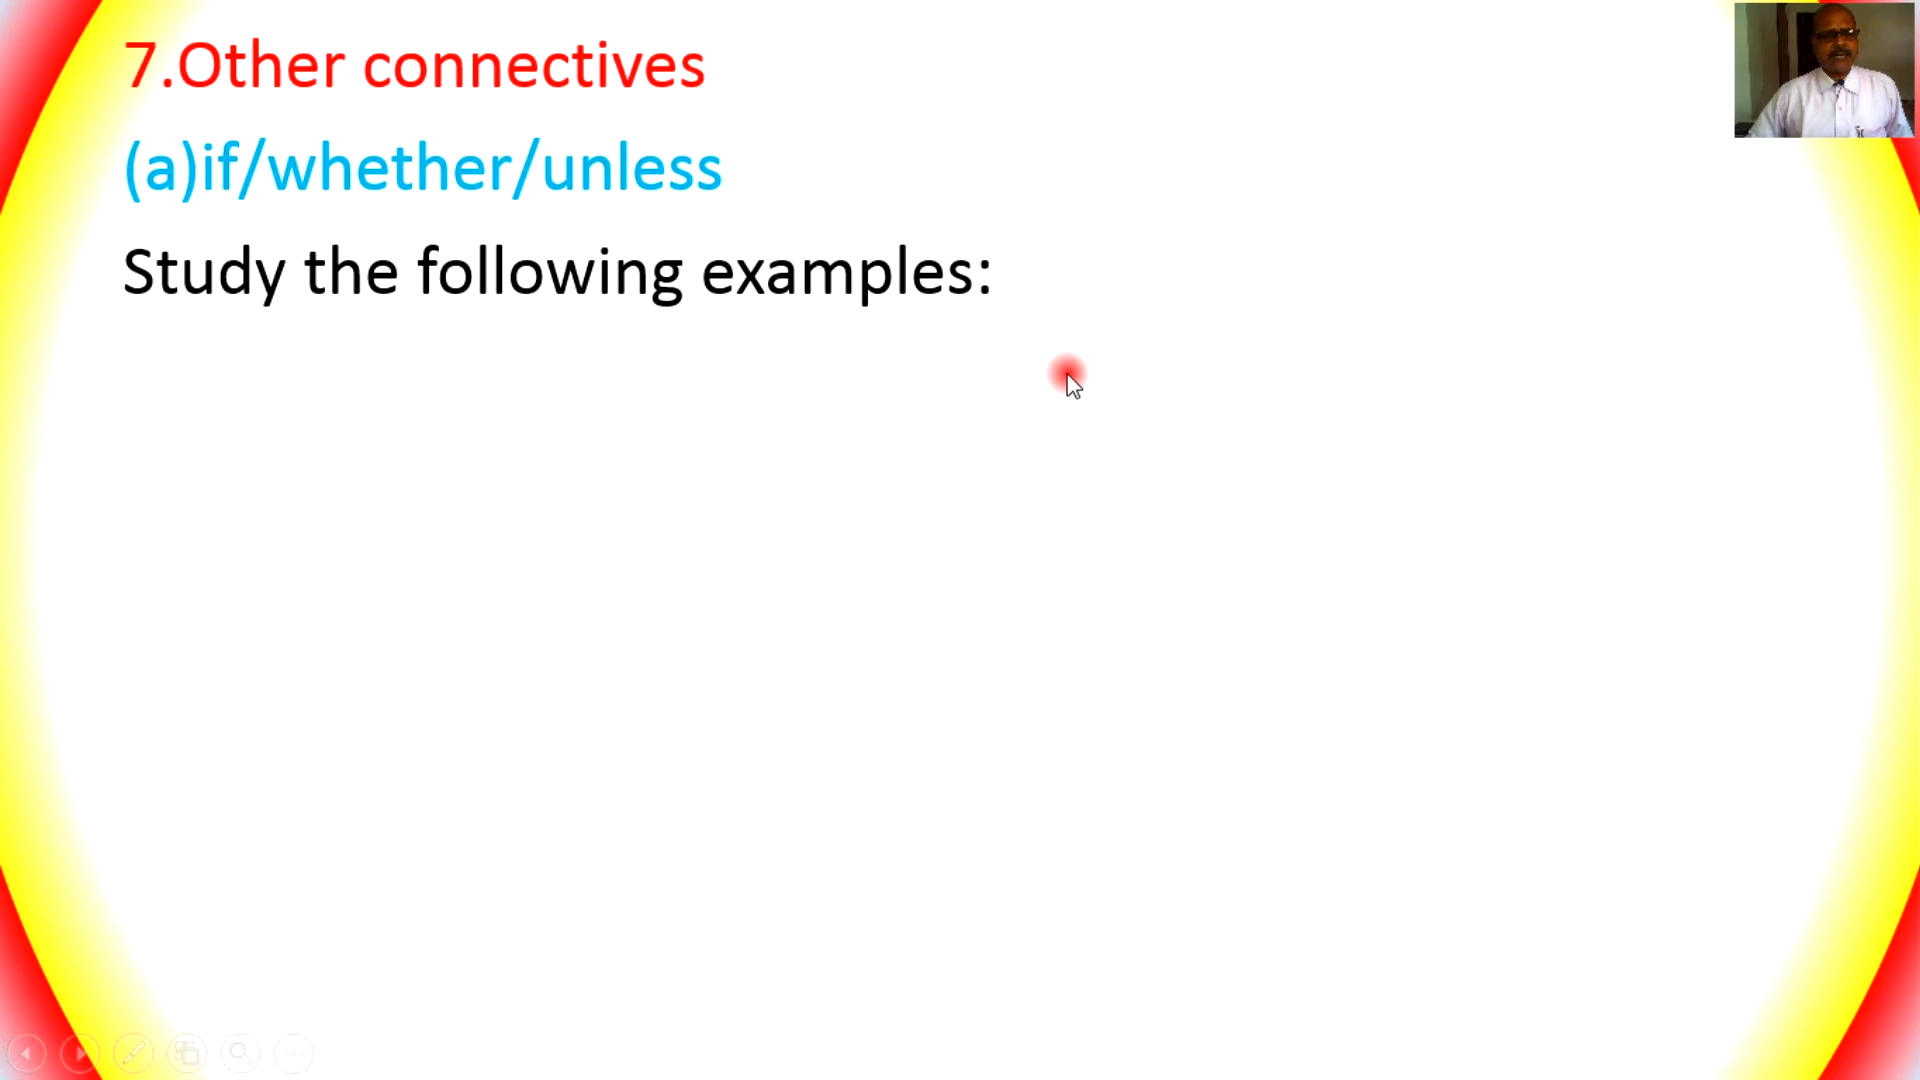 7.Other connectives
(a)if/whether/unless
Study the following examples: